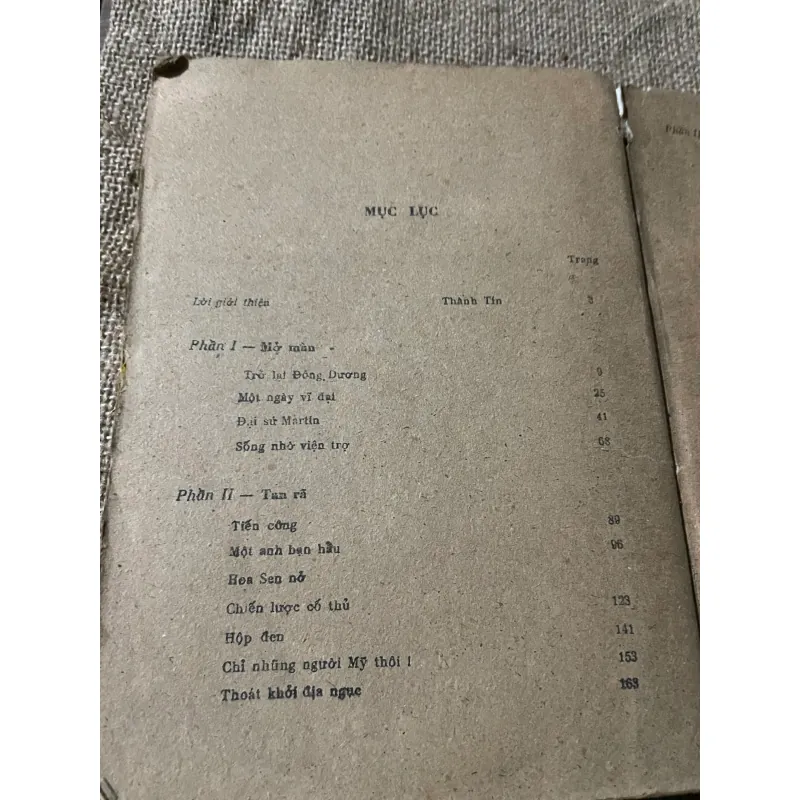 MỤC LỤC
Trang
Lời giới thiệu Thành Tín 3
Phần I — Mở màn
Trở lại Đông Dương 9
Một ngày vĩ đại 25
Đại sứ Martin 41
Sống nhờ viện trợ 68
Phần II — Tan rã
Tiến công 89
Một anh bạn hẩu 96
Hoa Sen nở
Chiến lược cố thủ 123
Hộp đen 141
Chỉ những người Mỹ thôi ! 153
Thoát khỏi địa ngục 163
Phần II